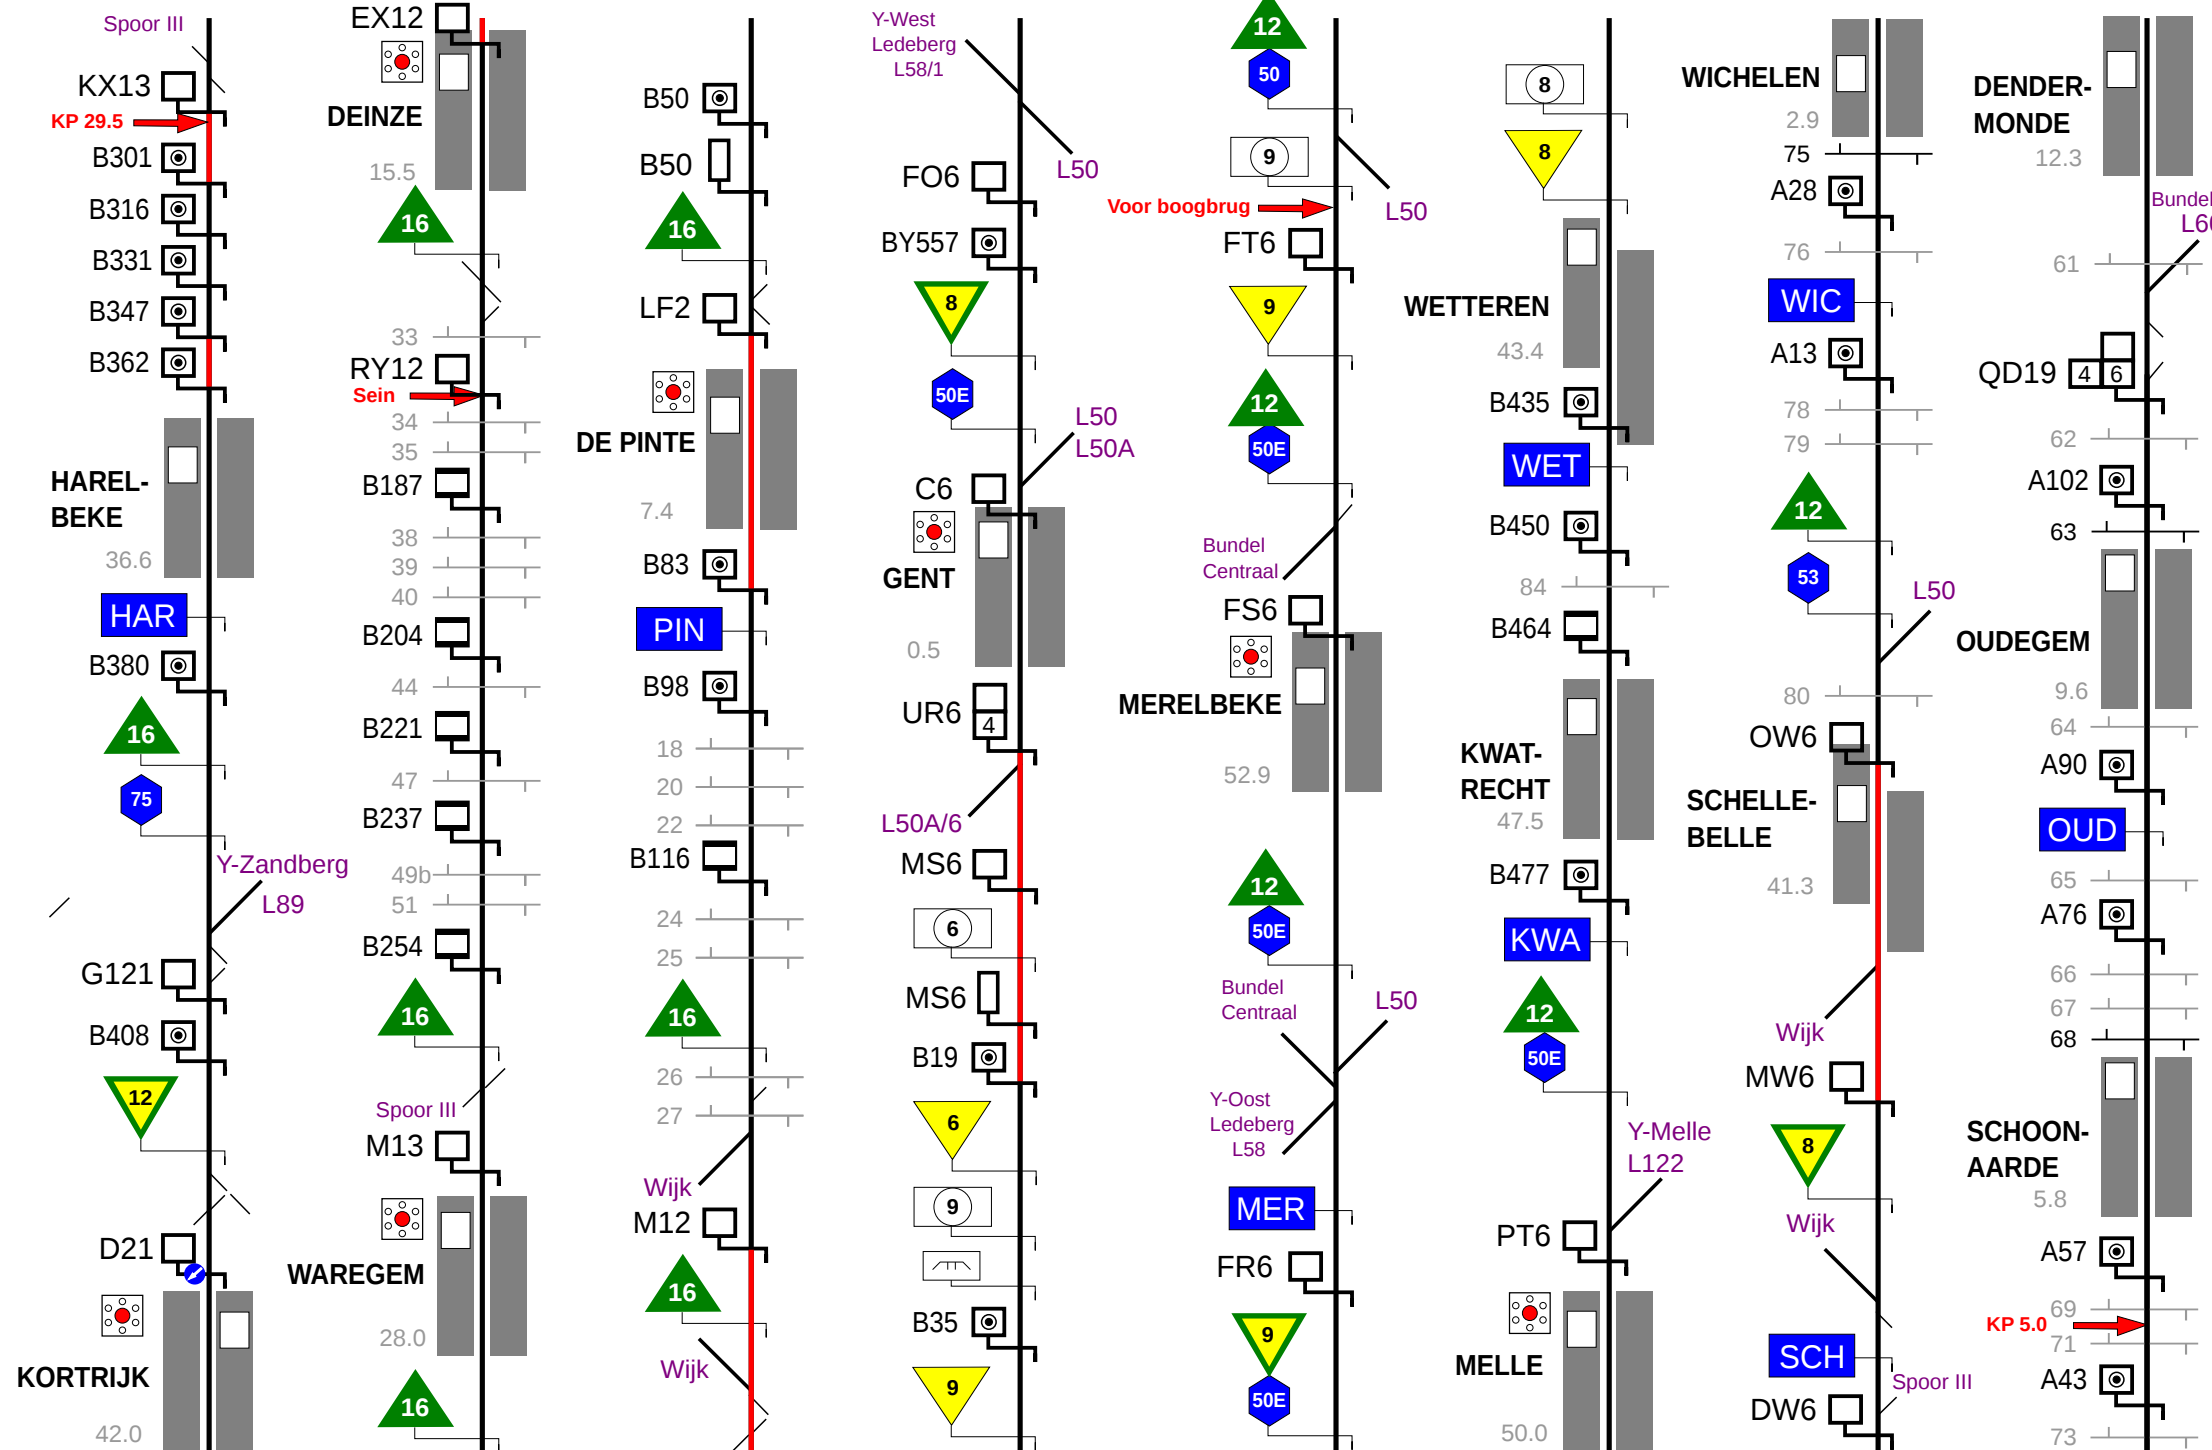 Spoor III
KX13
KP 29.5
B301
B316
B331
B347
B362
HAREL-
BEKE
36.6
HAR
B380
16
75
Y-Zandberg
L89
G121
B408
12
D21
KORTRIJK
42.0
EX12
DEINZE
15.5
16
33
RY12
Sein
34
35
B187
38
39
40
B204
44
B221
47
B237
49b
51
B254
16
Spoor III
M13
WAREGEM
28.0
16
B50
B50
16
LF2
DE PINTE
7.4
B83
PIN
B98
18
20
22
B116
24
25
16
26
27
Wijk
M12
16
Wijk
Y-West
Ledeberg
L58/1
L50
FO6
BY557
8
50E
L50
L50A
C6
GENT
0.5
UR6
4
L50A/6
MS6
6
MS6
B19
6
9
B35
9
12
50
9
L50
Voor boogbrug
FT6
9
12
50E
Bundel
Centraal
FS6
MERELBEKE
52.9
12
50E
Bundel
Centraal
L50
Y-Oost
Ledeberg
L58
MER
FR6
9
50E
8
8
WETTEREN
43.4
B435
WET
B450
84
B464
KWAT-
RECHT
47.5
B477
KWA
12
50E
Y-Melle
L122
PT6
MELLE
50.0
WICHELEN
2.9
75
A28
76
WIC
A13
78
79
12
53
L50
80
OW6
SCHELLE-
BELLE
41.3
Wijk
MW6
8
Wijk
SCH
Spoor III
DW6
DENDER-
MONDE
12.3
Bundel
61
QD19
4 6
62
A102
63
OUDEGEM
9.6
64
A90
OUD
65
A76
66
67
68
SCHOON-
AARDE
5.8
A57
69
KP 5.0
71
A43
73